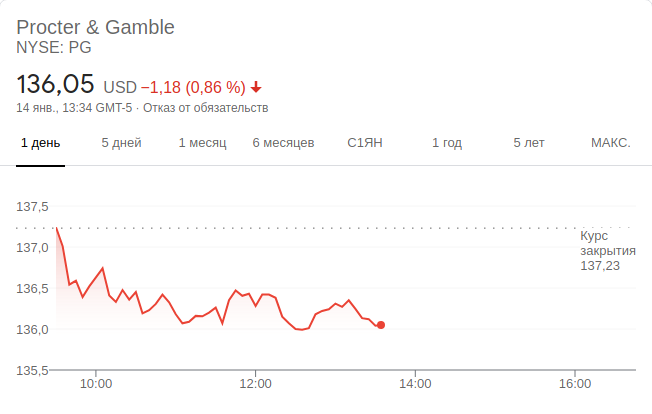 Procter & Gamble
NYSE: PG
136,05 USD −1,18 (0,86 %)
14 янв., 13:34 GMT-5 · Отказ от обязательств
1 день 5 дней 1 месяц 6 месяцев С1ЯН 1 год 5 лет МАКС.
137,5
137,0
136,5
136,0
135,5
Курс
закрытия
137,23
10:00 12:00 14:00 16:00